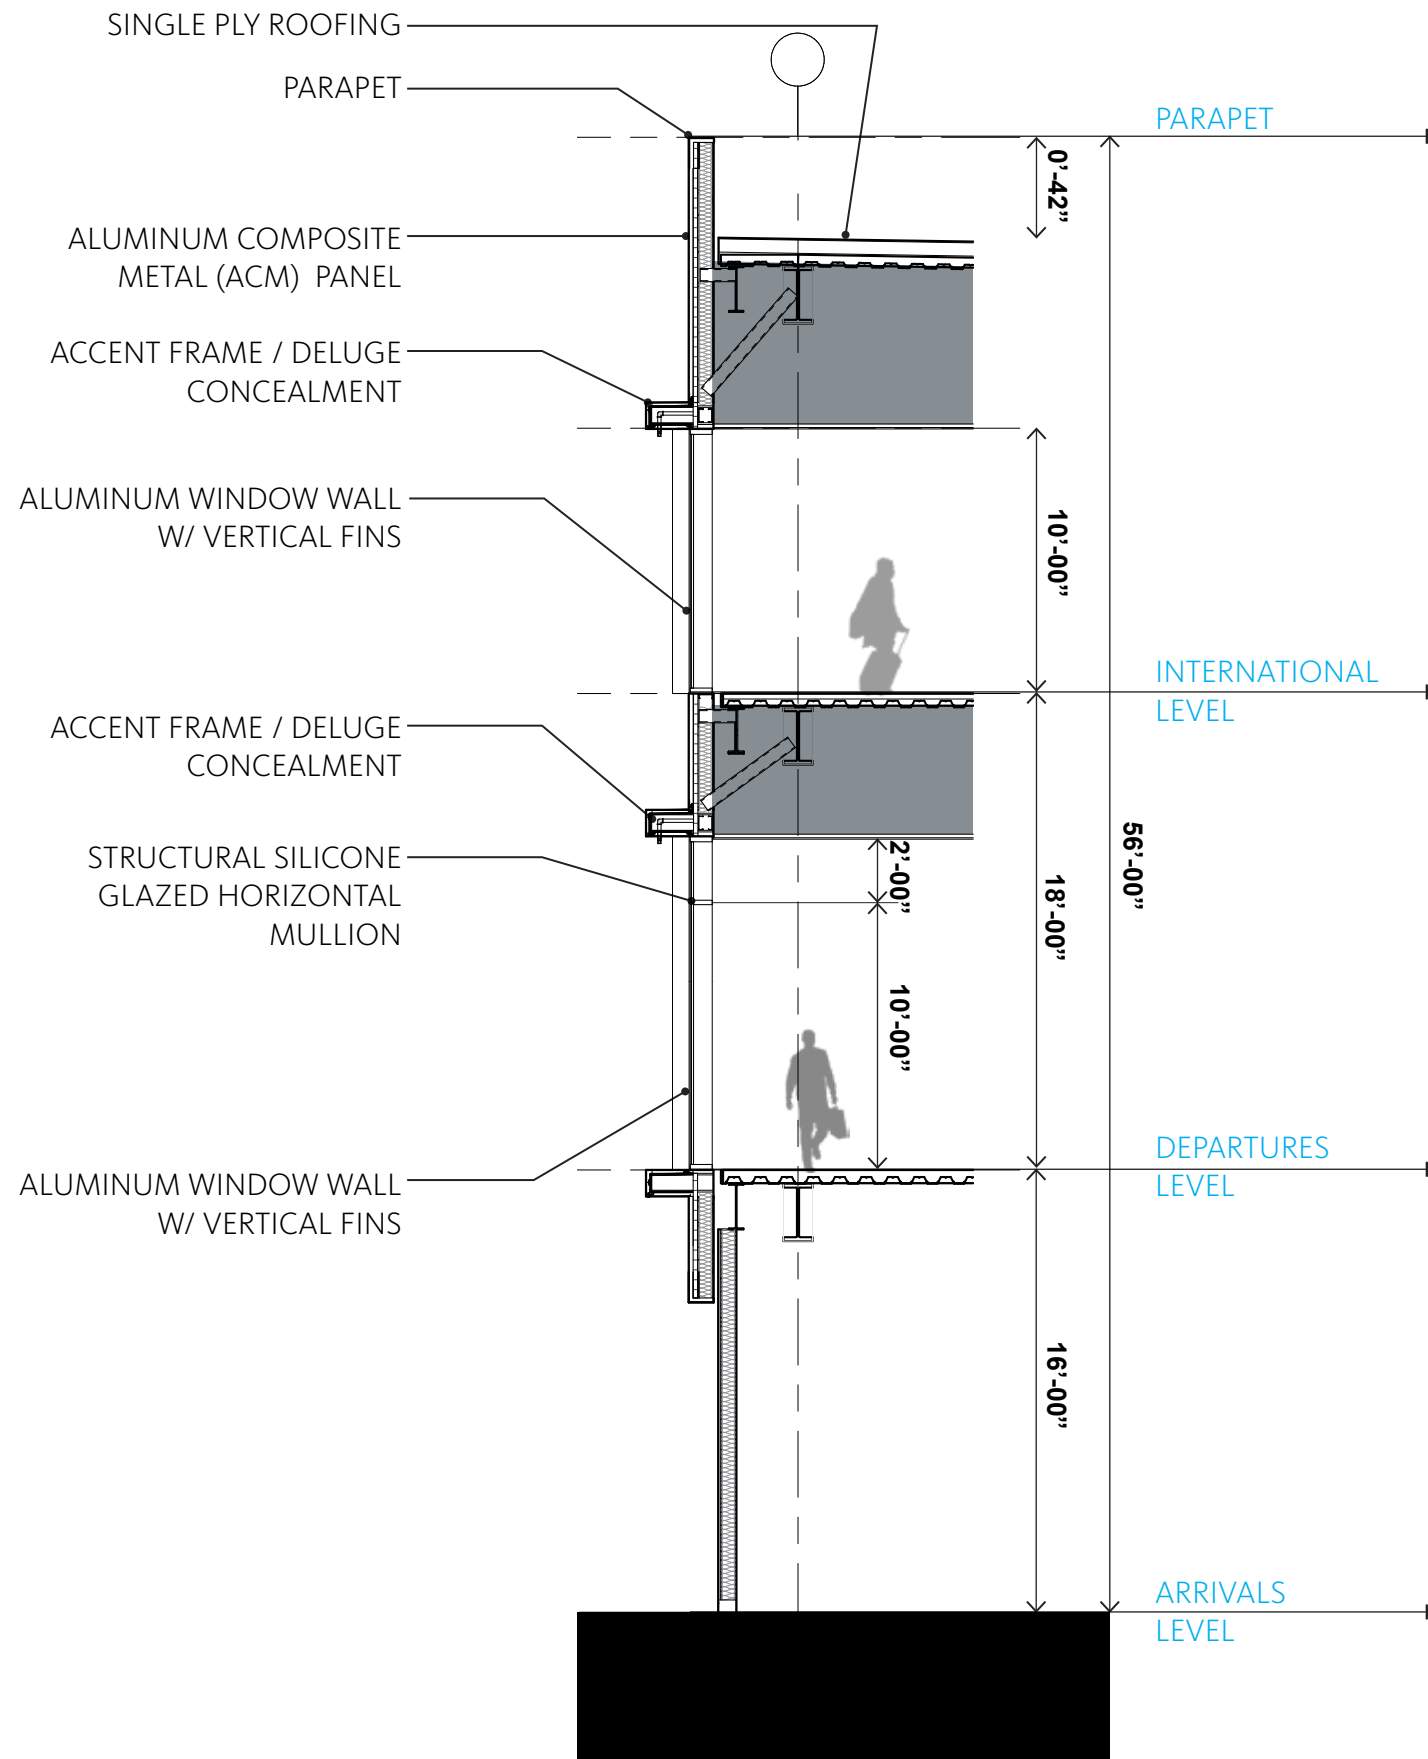 SINGLE PLY ROOFING
PARAPET
PARAPET
0'-42”
ALUMINUM COMPOSITE
METAL (ACM) PANEL
ACCENT FRAME / DELUGE
CONCEALMENT
ALUMINUM WINDOW WALL
W/ VERTICAL FINS
10'-00”
INTERNATIONAL
LEVEL
ACCENT FRAME / DELUGE
CONCEALMENT
STRUCTURAL SILICONE
GLAZED HORIZONTAL
MULLION
2'-00”
18'-00”
56'-00”
10'-00”
DEPARTURES
LEVEL
ALUMINUM WINDOW WALL
W/ VERTICAL FINS
16'-00”
ARRIVALS
LEVEL